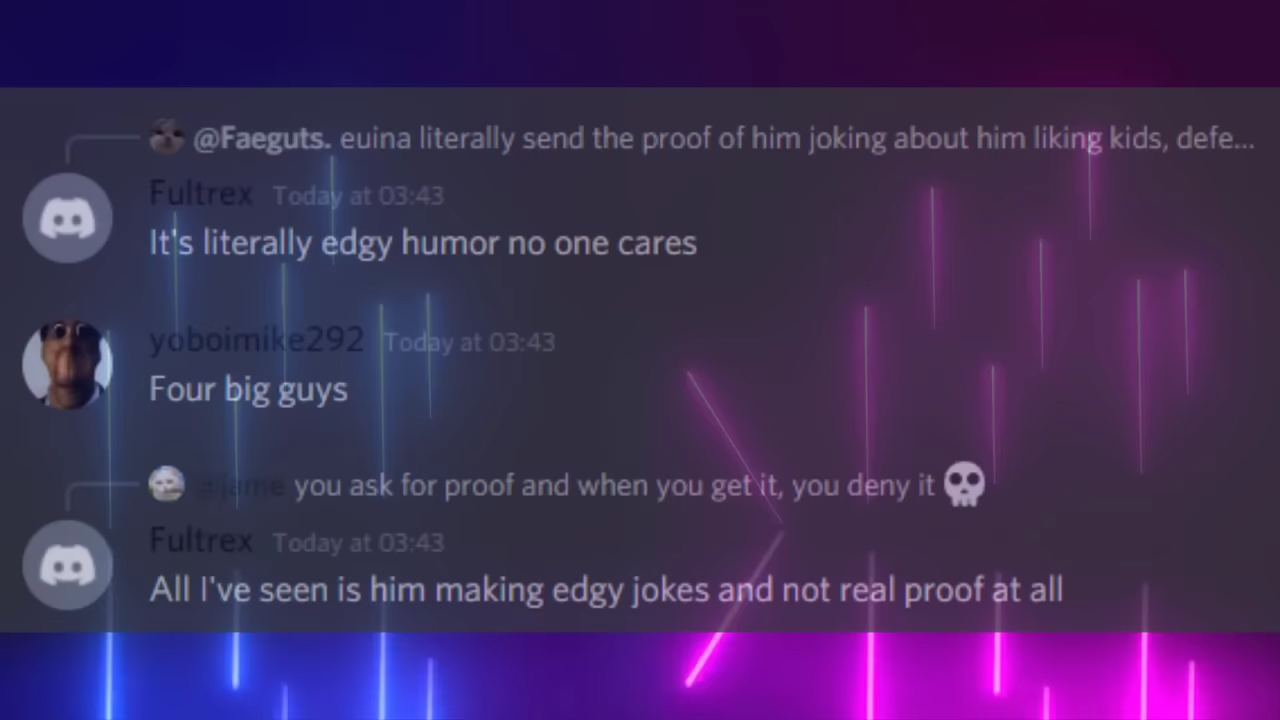 @Faeguts. euina literally send the proof of him joking about him liking kids, defe...
Fultrex Today at 03:43
It's literally edgy humor no one cares
yoboimike292 Today at 03:43
Four big guys
@jame you ask for proof and when you get it, you deny it
Fultrex Today at 03:43
All I've seen is him making edgy jokes and not real proof at all